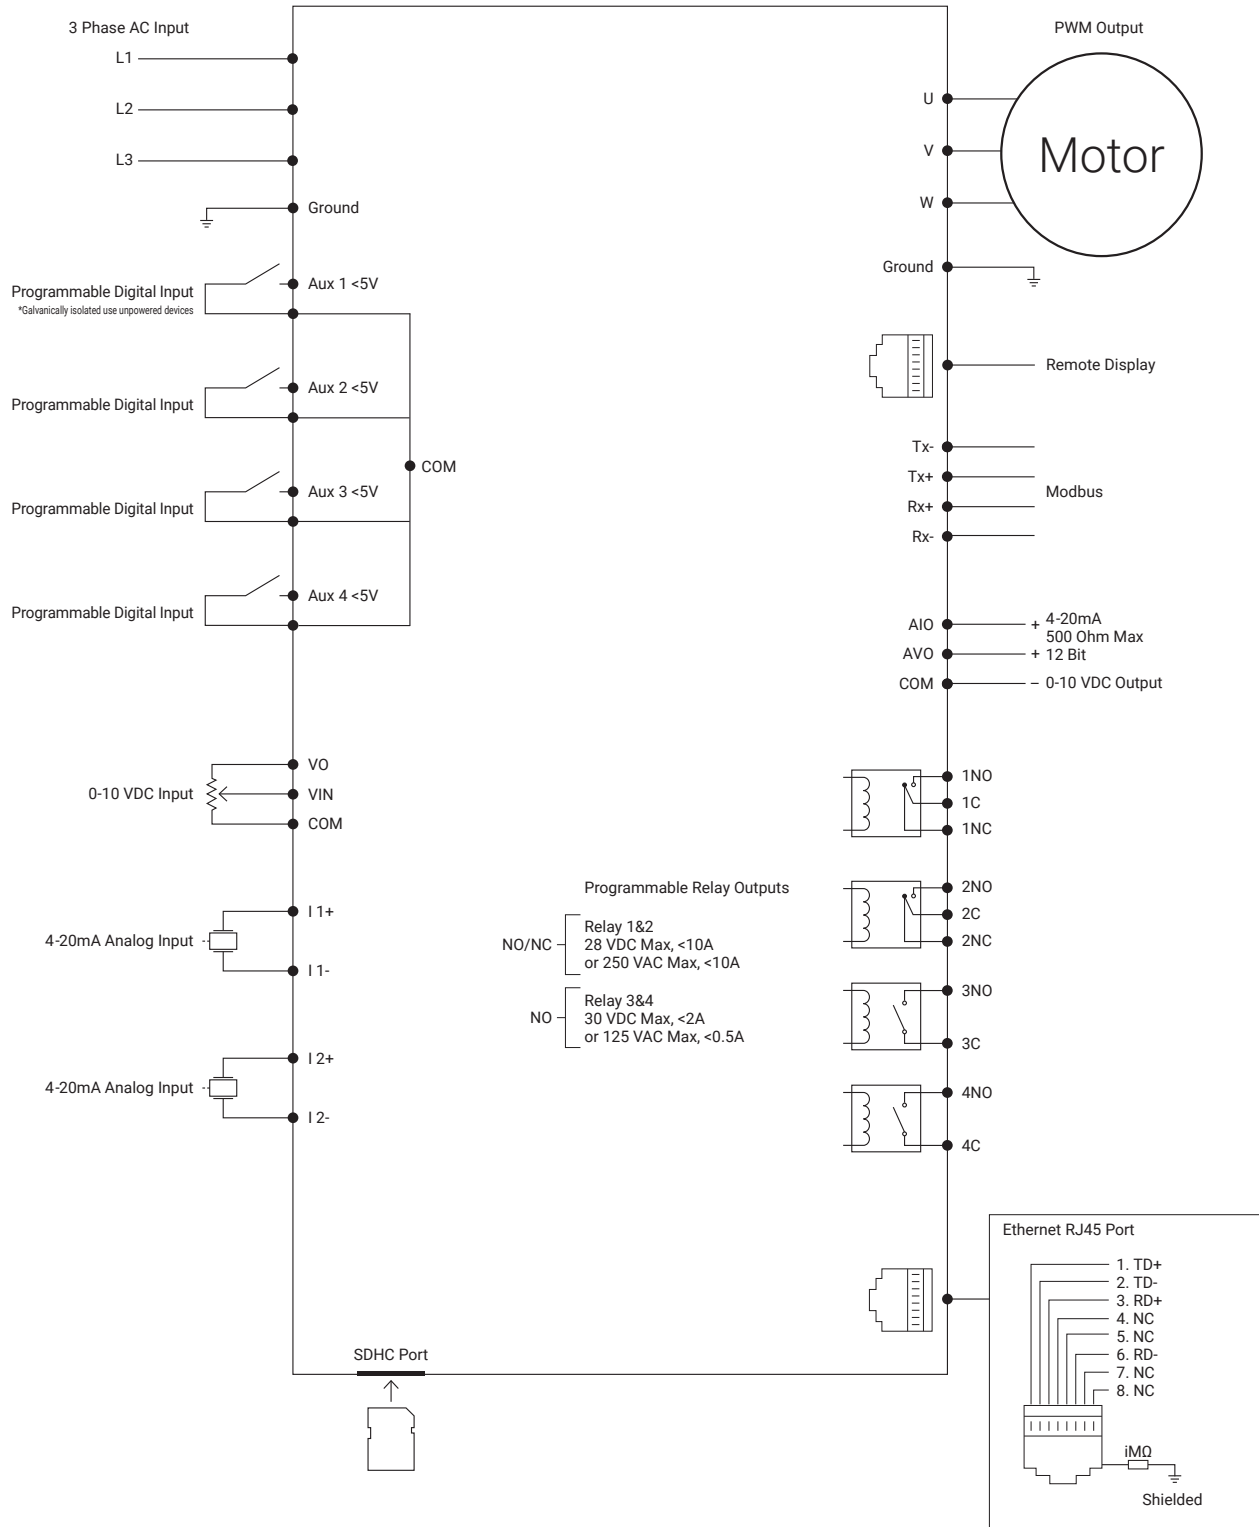 3 Phase AC Input
L1
L2
L3
Ground
Programmable Digital Input
*Galvanically isolated use unpowered devices
Aux 1 <5V
Programmable Digital Input
Aux 2 <5V
COM
Programmable Digital Input
Aux 3 <5V
Programmable Digital Input
Aux 4 <5V
0-10 VDC Input
VO
VIN
COM
4-20mA Analog Input
I 1+
I 1-
4-20mA Analog Input
I 2+
I 2-
SDHC Port
Programmable Relay Outputs
NO/NC
Relay 1&2
28 VDC Max, <10A
or 250 VAC Max, <10A
NO
Relay 3&4
30 VDC Max, <2A
or 125 VAC Max, <0.5A
PWM Output
U
V
W
Motor
Ground
Remote Display
Tx-
Tx+
Rx+
Rx-
Modbus
AIO
AVO
COM
+ 4-20mA
500 Ohm Max
+ 12 Bit
– 0-10 VDC Output
1NO
1C
1NC
2NO
2C
2NC
3NO
3C
4NO
4C
Ethernet RJ45 Port
1. TD+
2. TD-
3. RD+
4. NC
5. NC
6. RD-
7. NC
8. NC
iMΩ
Shielded